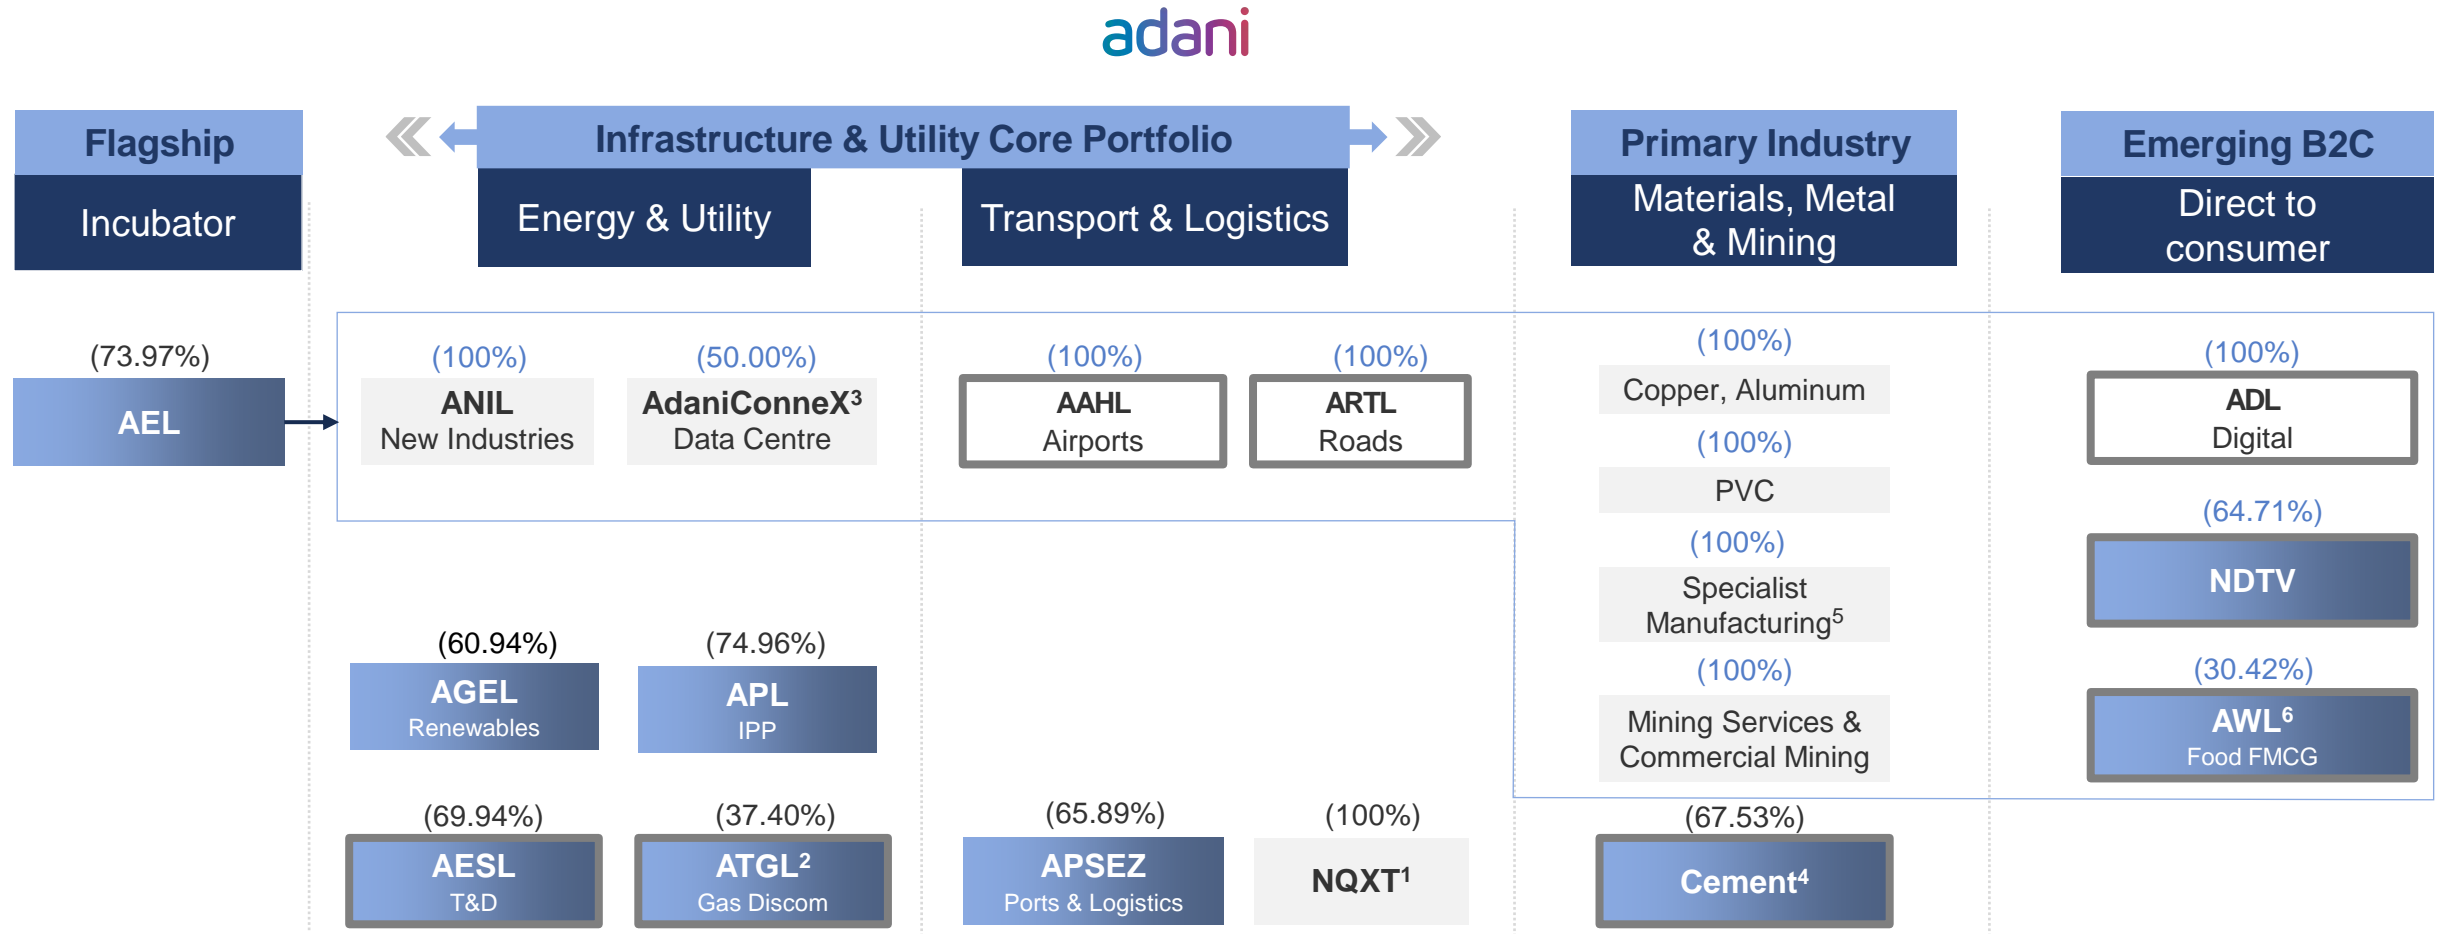 adani
Flagship
Incubator
Infrastructure & Utility Core Portfolio
Energy & Utility
Transport & Logistics
Primary Industry
Materials, Metal
& Mining
Emerging B2C
Direct to
consumer
(73.97%)
AEL
(100%)
ANIL
New Industries
(50.00%)
AdaniConneX³
Data Centre
(100%)
AAHL
Airports
(100%)
ARTL
Roads
(60.94%)
AGEL
Renewables
(74.96%)
APL
IPP
(69.94%)
AESL
T&D
(37.40%)
ATGL²
Gas Discom
(65.89%)
APSEZ
Ports & Logistics
(100%)
NQXT¹
(100%)
Copper, Aluminum
(100%)
PVC
(100%)
Specialist
Manufacturing⁵
(100%)
Mining Services &
Commercial Mining
(67.53%)
Cement⁴
(100%)
ADL
Digital
(64.71%)
NDTV
(30.42%)
AWL⁶
Food FMCG